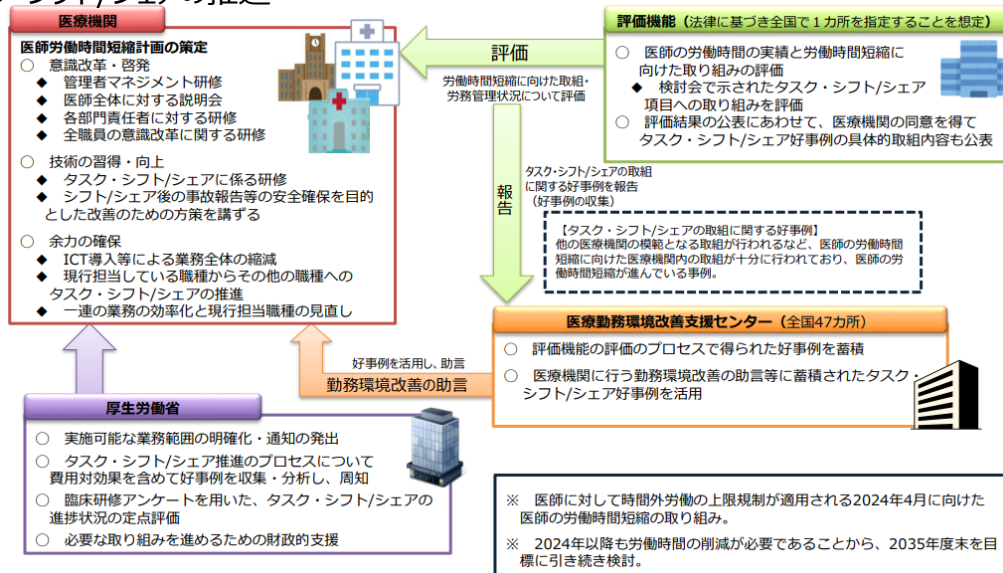 シフト/シェアの推進
医療機関
医師労働時間短縮計画の策定
○ 意識改革・啓発
◆ 管理者マネジメント研修
◆ 医師全体に対する説明会
◆ 各部門責任者に対する研修
◆ 全職員の意識改革に関する研修
○ 技術の習得・向上
◆ タスク・シフト/シェアに係る研修
◆ シフト/シェア後の事故報告等の安全確保を目的
とした改善のための方策を講ずる
○ 余力の確保
◆ ICT導入等による業務全体の縮減
◆ 現行担当している職種からその他の職種への
タスク・シフト/シェアの推進
◆ 一連の業務の効率化と現行担当職種の見直し
評価
労働時間短縮に向けた取組・
労務管理状況について評価
評価機能(法律に基づき全国で1カ所を指定することを想定)
○ 医師の労働時間の実績と労働時間短縮に
向けた取り組みの評価
◆ 検討会で示されたタスク・シフト/シェア
項目への取り組みを評価
○ 評価結果の公表にあわせて、医療機関の同意を得て
タスク・シフト/シェア好事例の具体的取組内容も公表
報告
タスク・シフト/シェアの取組
に関する好事例を報告
(好事例の収集)
【タスク・シフト/シェアの取組に関する好事例】
他の医療機関の模範となる取組が行われるなど、医師の労働時間
短縮に向けた医療機関内の取組が十分に行われており、医師の労
働時間短縮が進んでいる事例。
医療勤務環境改善支援センター(全国47カ所)
○ 評価機能の評価のプロセスで得られた好事例を蓄積
○ 医療機関に行う勤務環境改善の助言等に蓄積されたタスク・
シフト/シェア好事例を活用
好事例を活用し、助言
勤務環境改善の助言
厚生労働省
○ 実施可能な業務範囲の明確化・通知の発出
○ タスク・シフト/シェア推進のプロセスについて
費用対効果を含めて好事例を収集・分析し、周知
○ 臨床研修アンケートを用いた、タスク・シフト/シェアの
進捗状況の定点評価
○ 必要な取り組みを進めるための財政的支援
※ 医師に対して時間外労働の上限規制が適用される2024年4月に向けた
医師の労働時間短縮の取り組み。
※ 2024年以降も労働時間の削減が必要であることから、2035年度末を目
標に引き続き検討。